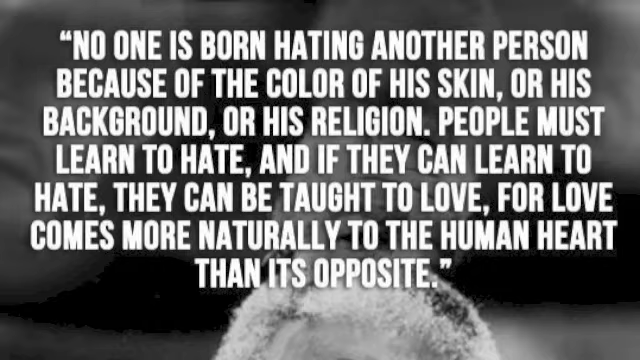 “NO ONE IS BORN HATING ANOTHER PERSON
BECAUSE OF THE COLOR OF HIS SKIN, OR HIS
BACKGROUND, OR HIS RELIGION. PEOPLE MUST
LEARN TO HATE, AND IF THEY CAN LEARN TO
HATE, THEY CAN BE TAUGHT TO LOVE, FOR LOVE
COMES MORE NATURALLY TO THE HUMAN HEART
THAN ITS OPPOSITE.”